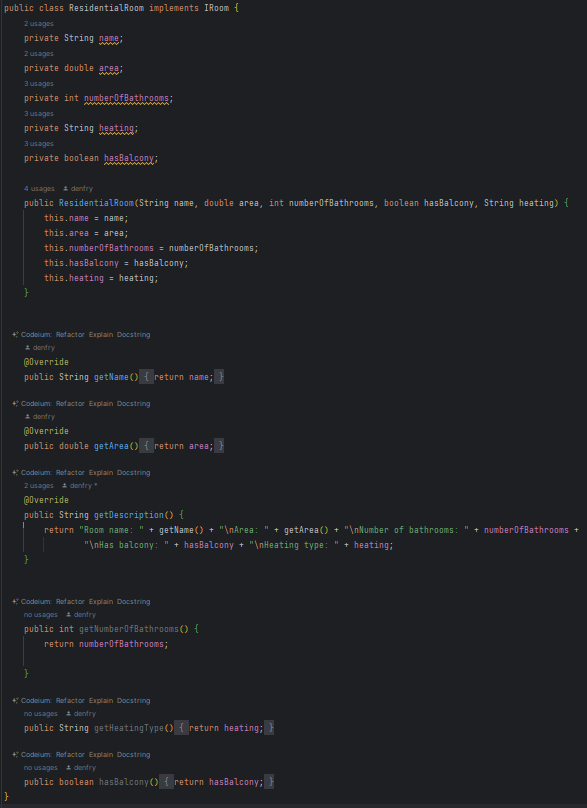 public class ResidentialRoom implements IRoom {
2 usages
private String name;
2 usages
private double area;
3 usages
private int numberOfBathrooms;
3 usages
private String heating;
3 usages
private boolean hasBalcony;
4 usages denfry
public ResidentialRoom(String name, double area, int numberOfBathrooms, boolean hasBalcony, String heating) {
this.name = name;
this.area = area;
this.numberOfBathrooms = numberOfBathrooms;
this.hasBalcony = hasBalcony;
this.heating = heating;
}
Codeium: Refactor Explain Docstring
denfry
@Override
public String getName() { return name; }
Codeium: Refactor Explain Docstring
denfry
@Override
public double getArea() { return area; }
Codeium: Refactor Explain Docstring
2 usages denfry *
@Override
public String getDescription() {
return "Room name: " + getName() + "\nArea: " + getArea() + "\nNumber of bathrooms: " + numberOfBathrooms +
"\nHas balcony: " + hasBalcony + "\nHeating type: " + heating;
}
Codeium: Refactor Explain Docstring
no usages denfry
public int getNumberOfBathrooms() {
return numberOfBathrooms;
}
Codeium: Refactor Explain Docstring
no usages denfry
public String getHeatingType() { return heating; }
Codeium: Refactor Explain Docstring
no usages denfry
public boolean hasBalcony() { return hasBalcony; }
}